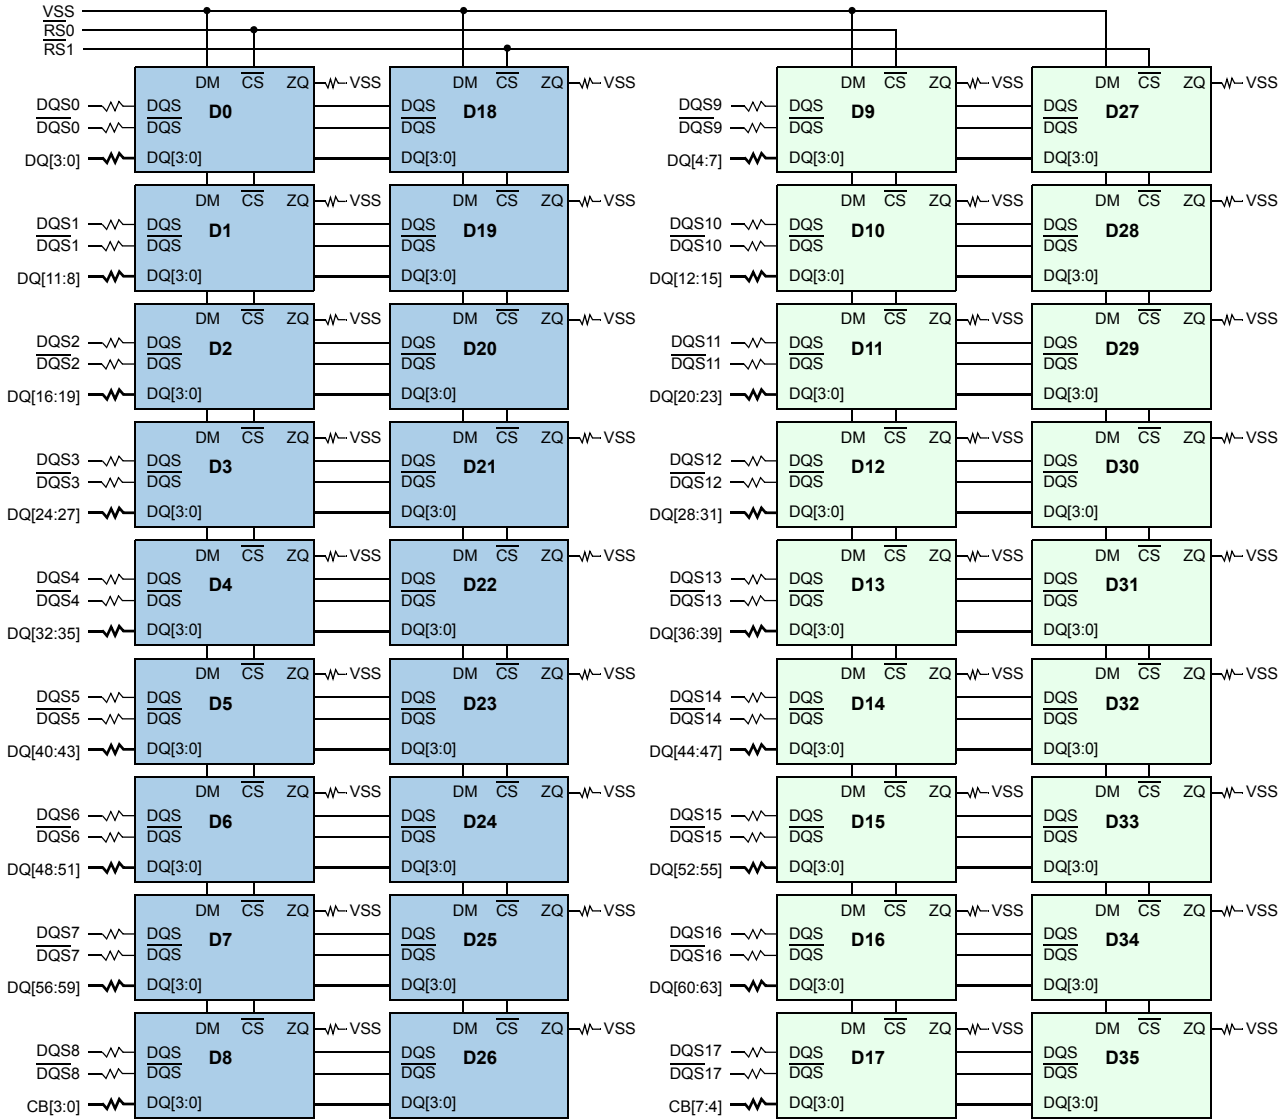 VSS
RS0
RS1
DM CS ZQ VSS DM CS ZQ VSS DM CS ZQ VSS DM CS ZQ VSS
DQS0 DQS D0 DQS D18 DQS9 DQS D9 DQS D27
DQS0 DQS DQS DQS9 DQS DQS
DQ[3:0] DQ[3:0] DQ[3:0] DQ[4:7] DQ[3:0] DQ[3:0]
DM CS ZQ VSS DM CS ZQ VSS DM CS ZQ VSS DM CS ZQ VSS
DQS1 DQS D1 DQS D19 DQS10 DQS D10 DQS D28
DQS1 DQS DQS DQS10 DQS DQS
DQ[11:8] DQ[3:0] DQ[3:0] DQ[12:15] DQ[3:0] DQ[3:0]
DM CS ZQ VSS DM CS ZQ VSS DM CS ZQ VSS DM CS ZQ VSS
DQS2 DQS D2 DQS D20 DQS11 DQS D11 DQS D29
DQS2 DQS DQS DQS11 DQS DQS
DQ[16:19] DQ[3:0] DQ[3:0] DQ[20:23] DQ[3:0] DQ[3:0]
DM CS ZQ VSS DM CS ZQ VSS DM CS ZQ VSS DM CS ZQ VSS
DQS3 DQS D3 DQS D21 DQS12 DQS D12 DQS D30
DQS3 DQS DQS DQS12 DQS DQS
DQ[24:27] DQ[3:0] DQ[3:0] DQ[28:31] DQ[3:0] DQ[3:0]
DM CS ZQ VSS DM CS ZQ VSS DM CS ZQ VSS DM CS ZQ VSS
DQS4 DQS D4 DQS D22 DQS13 DQS D13 DQS D31
DQS4 DQS DQS DQS13 DQS DQS
DQ[32:35] DQ[3:0] DQ[3:0] DQ[36:39] DQ[3:0] DQ[3:0]
DM CS ZQ VSS DM CS ZQ VSS DM CS ZQ VSS DM CS ZQ VSS
DQS5 DQS D5 DQS D23 DQS14 DQS D14 DQS D32
DQS5 DQS DQS DQS14 DQS DQS
DQ[40:43] DQ[3:0] DQ[3:0] DQ[44:47] DQ[3:0] DQ[3:0]
DM CS ZQ VSS DM CS ZQ VSS DM CS ZQ VSS DM CS ZQ VSS
DQS6 DQS D6 DQS D24 DQS15 DQS D15 DQS D33
DQS6 DQS DQS DQS15 DQS DQS
DQ[48:51] DQ[3:0] DQ[3:0] DQ[52:55] DQ[3:0] DQ[3:0]
DM CS ZQ VSS DM CS ZQ VSS DM CS ZQ VSS DM CS ZQ VSS
DQS7 DQS D7 DQS D25 DQS16 DQS D16 DQS D34
DQS7 DQS DQS DQS16 DQS DQS
DQ[56:59] DQ[3:0] DQ[3:0] DQ[60:63] DQ[3:0] DQ[3:0]
DM CS ZQ VSS DM CS ZQ VSS DM CS ZQ VSS DM CS ZQ VSS
DQS8 DQS D8 DQS D26 DQS17 DQS D17 DQS D35
DQS8 DQS DQS DQS17 DQS DQS
CB[3:0] DQ[3:0] DQ[3:0] CB[7:4] DQ[3:0] DQ[3:0]